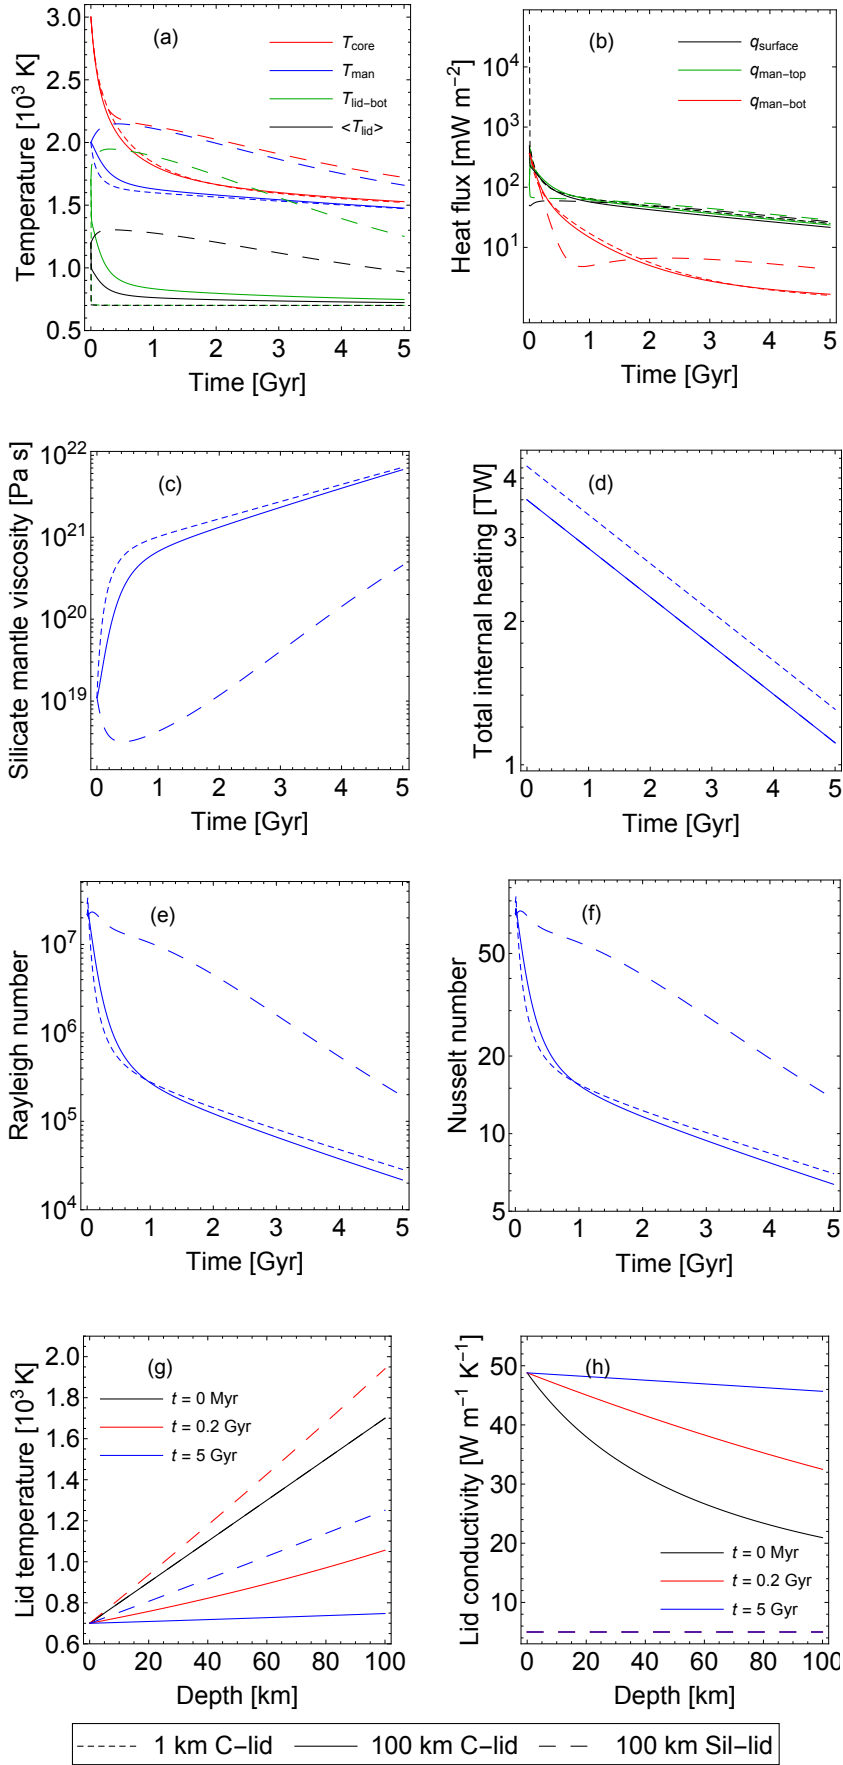 (a)
Temperature [10³ K]
3.0
2.5
2.0
1.5
1.0
0.5
T_core
T_man
T_lid-bot
<T_lid>
0 1 2 3 4 5
Time [Gyr]
(b)
Heat flux [mW m⁻²]
10⁴
10³
10²
10¹
q_surface
q_man-top
q_man-bot
0 1 2 3 4 5
Time [Gyr]
(c)
Silicate mantle viscosity [Pa s]
10²²
10²¹
10²⁰
10¹⁹
0 1 2 3 4 5
Time [Gyr]
(d)
Total internal heating [TW]
4
3
2
1
0 1 2 3 4 5
Time [Gyr]
(e)
Rayleigh number
10⁷
10⁶
10⁵
10⁴
0 1 2 3 4 5
Time [Gyr]
(f)
Nusselt number
50
20
10
5
0 1 2 3 4 5
Time [Gyr]
(g)
Lid temperature [10³ K]
2.0
1.8
1.6
1.4
1.2
1.0
0.8
0.6
t = 0 Myr
t = 0.2 Gyr
t = 5 Gyr
0 20 40 60 80 100
Depth [km]
(h)
Lid conductivity [W m⁻¹ K⁻¹]
50
40
30
20
10
t = 0 Myr
t = 0.2 Gyr
t = 5 Gyr
0 20 40 60 80 100
Depth [km]
1 km C-lid 100 km C-lid 100 km Sil-lid